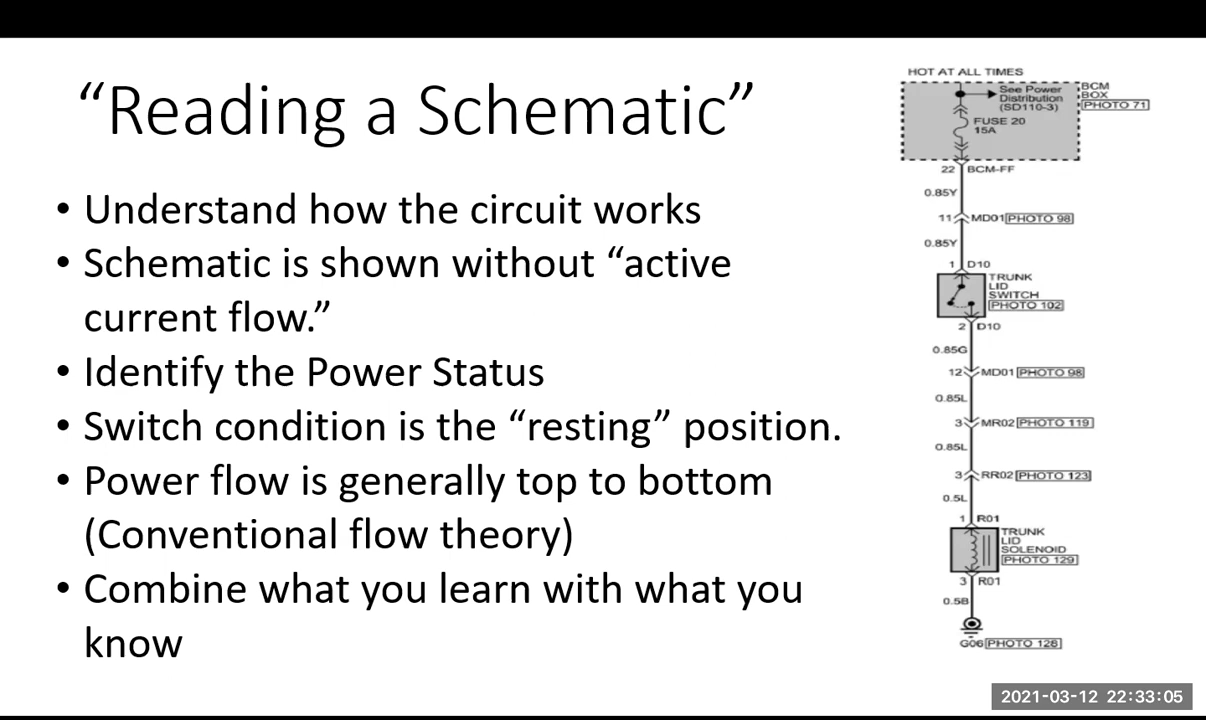 “Reading a Schematic”
• Understand how the circuit works
• Schematic is shown without “active
current flow.”
• Identify the Power Status
• Switch condition is the “resting” position.
• Power flow is generally top to bottom
(Conventional flow theory)
• Combine what you learn with what you
know
HOT AT ALL TIMES
See Power
Distribution
(SD110-3)
FUSE 20
15A
BCM
BOX
PHOTO 71
22 BCM-FF
0.85Y
11 MD01 PHOTO 98
0.85Y
1 D10
TRUNK
LID
SWITCH
PHOTO 102
2 D10
0.85G
12 MD01 PHOTO 98
0.85L
3 MR02 PHOTO 119
0.85L
3 RR02 PHOTO 123
0.5L
1 R01
TRUNK
LID
SOLENOID
PHOTO 129
3 R01
0.5B
G06 PHOTO 128
2021-03-12 22:33:05